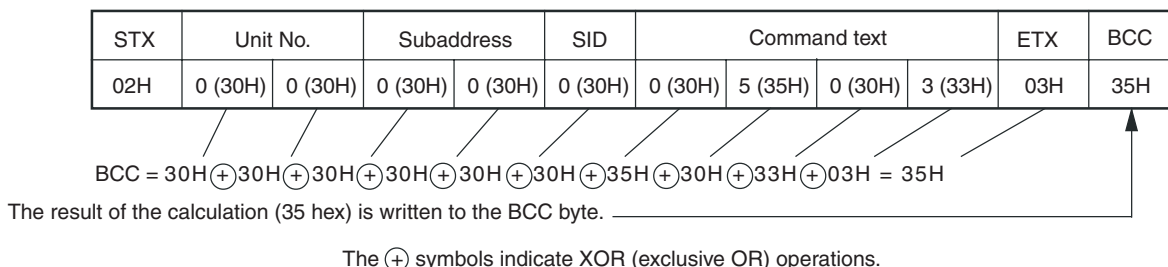 STX Unit No. Subaddress SID Command text ETX BCC
02H 0 (30H) 0 (30H) 0 (30H) 0 (30H) 0 (30H) 0 (30H) 5 (35H) 0 (30H) 3 (33H) 03H 35H
BCC = 30H⊕30H⊕30H⊕30H⊕30H⊕30H⊕35H⊕30H⊕33H⊕03H = 35H
The result of the calculation (35 hex) is written to the BCC byte.
The ⊕ symbols indicate XOR (exclusive OR) operations.